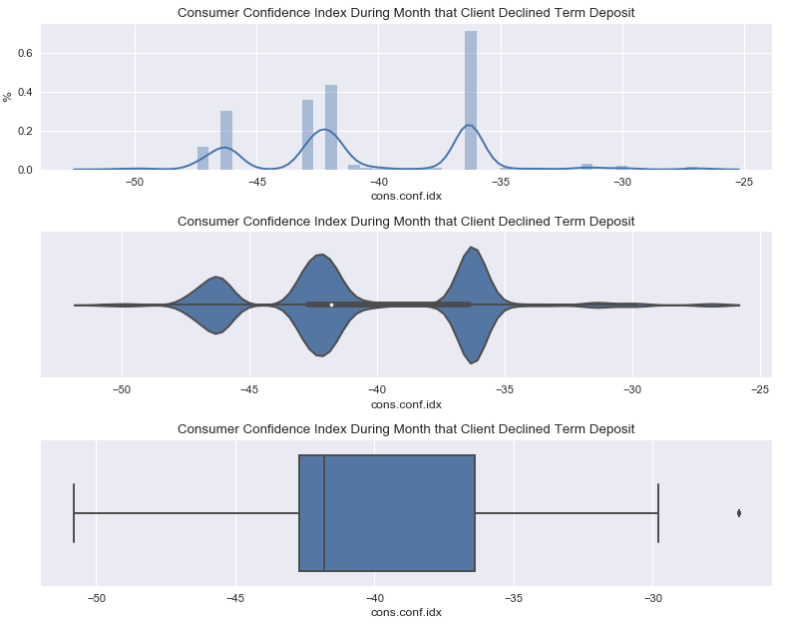 Consumer Confidence Index During Month that Client Declined Term Deposit
%
0.6
0.4
0.2
0.0
−50 −45 −40 −35 −30 −25
cons.conf.idx
Consumer Confidence Index During Month that Client Declined Term Deposit
−50 −45 −40 −35 −30 −25
cons.conf.idx
Consumer Confidence Index During Month that Client Declined Term Deposit
−50 −45 −40 −35 −30
cons.conf.idx